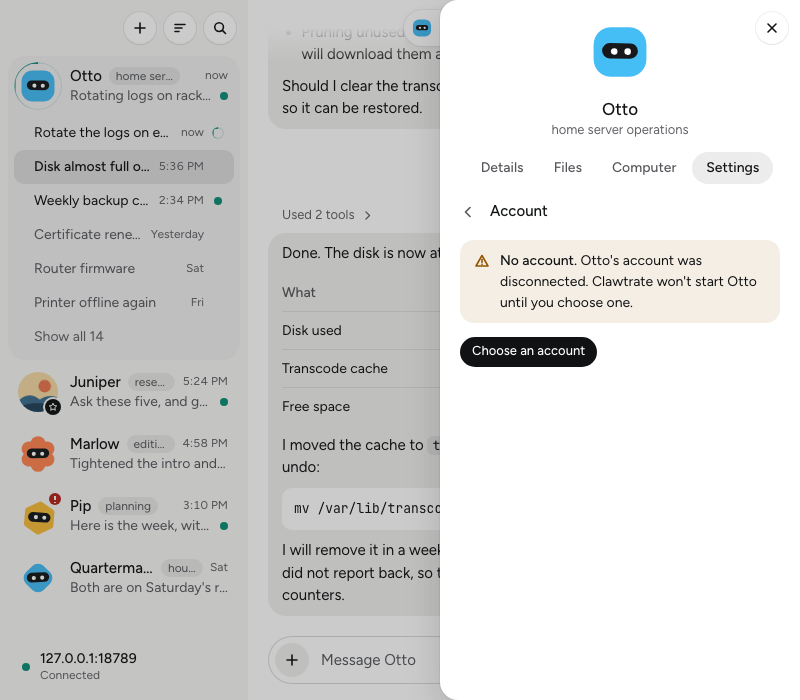 Otto
home ser...
now
Rotating logs on rack...
Rotate the logs on e...
now
Disk almost full o...
5:36 PM
Weekly backup c...
2:34 PM
Certificate rene...
Yesterday
Router firmware
Sat
Printer offline again
Fri
Show all 14
Juniper
rese...
5:24 PM
Ask these five, and g...
Marlow
editi...
4:58 PM
Tightened the intro and...
Pip
planning
3:10 PM
Here is the week, wit...
Quarterma...
hou...
Sat
Both are on Saturday's r...
127.0.0.1:18789
Connected
Pruning unused
will download them a
Should I clear the transc
so it can be restored.
Used 2 tools
Done. The disk is now at
What
Disk used
Transcode cache
Free space
I moved the cache to t
undo:
mv /var/lib/transco
I will remove it in a week
did not report back, so t
counters.
Message Otto
Otto
home server operations
Details
Files
Computer
Settings
Account
No account. Otto's account was
disconnected. Clawtrate won't start Otto
until you choose one.
Choose an account